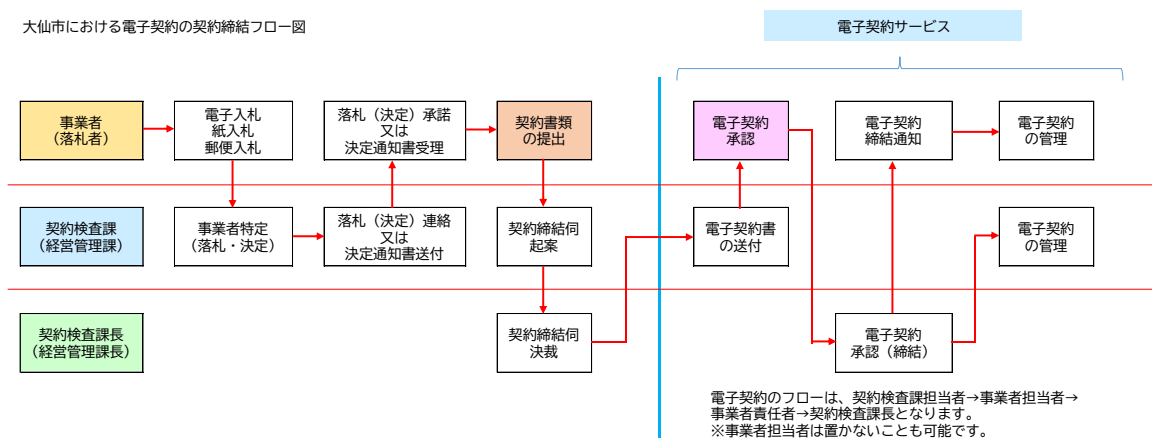 大仙市における電子契約の契約締結フロー図
電子契約サービス
事業者
（落札者）
電子入札
紙入札
郵便入札
落札（決定）承諾
又は
決定通知書受理
契約書類
の提出
電子契約
承認
電子契約
締結通知
電子契約
の管理
契約検査課
（経営管理課）
事業者特定
（落札・決定）
落札（決定）連絡
又は
決定通知書送付
契約締結伺
起案
電子契約書
の送付
電子契約
の管理
契約検査課長
（経営管理課長）
契約締結伺
決裁
電子契約
承認（締結）
電子契約のフローは、契約検査課担当者→事業者担当者→
事業者責任者→契約検査課長となります。
※事業者担当者は置かないことも可能です。